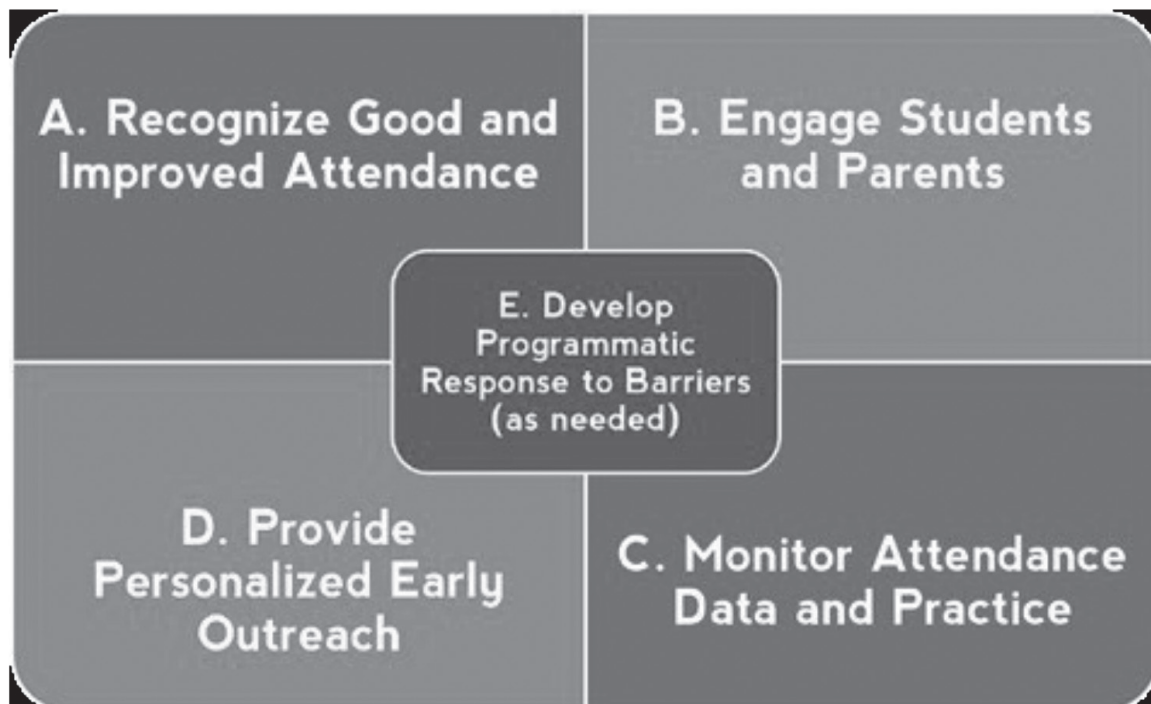 A. Recognize Good and
Improved Attendance
B. Engage Students
and Parents
E. Develop
Programmatic
Response to Barriers
(as needed)
D. Provide
Personalized Early
Outreach
C. Monitor Attendance
Data and Practice